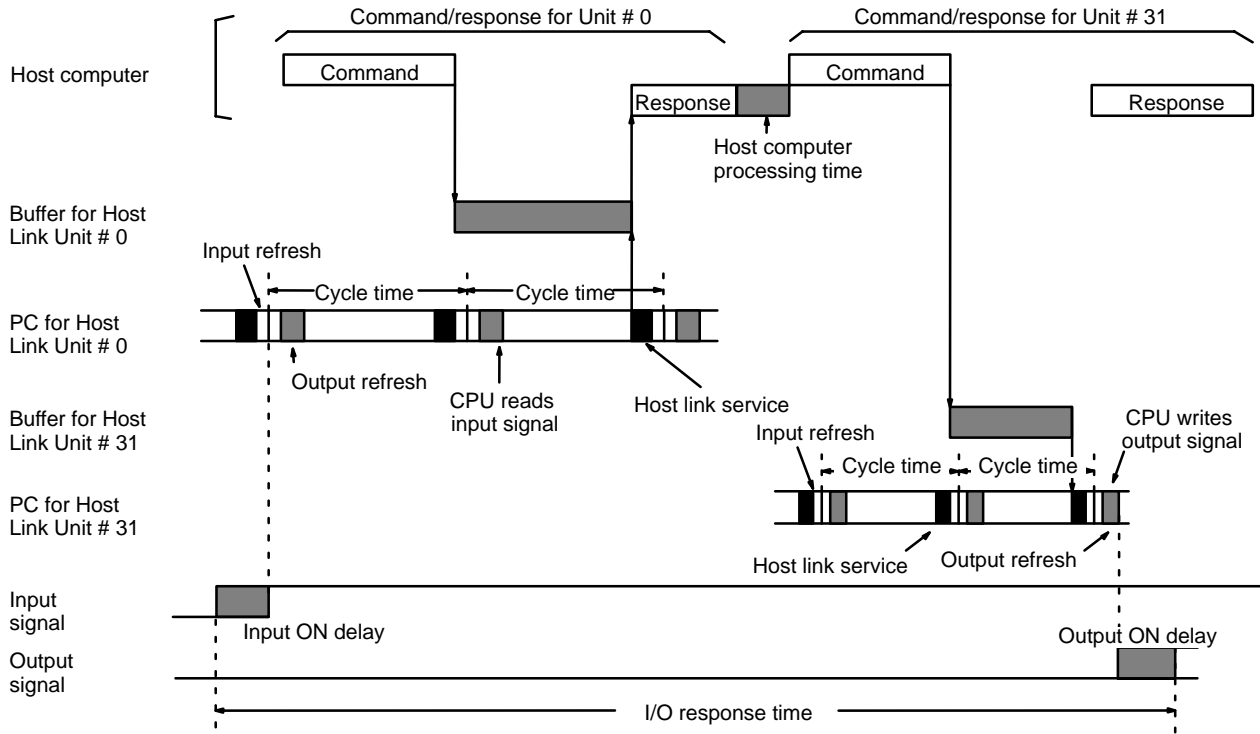 Command/response for Unit # 0
Command/response for Unit # 31
Host computer
Command
Command
Response
Response
Host computer
processing time
Buffer for Host
Link Unit # 0
Input refresh
Cycle time
Cycle time
PC for Host
Link Unit # 0
Output refresh
CPU reads
input signal
Host link service
Buffer for Host
Link Unit # 31
Input refresh
CPU writes
output signal
Cycle time
Cycle time
PC for Host
Link Unit # 31
Host link service
Output refresh
Input
signal
Input ON delay
Output ON delay
Output
signal
I/O response time